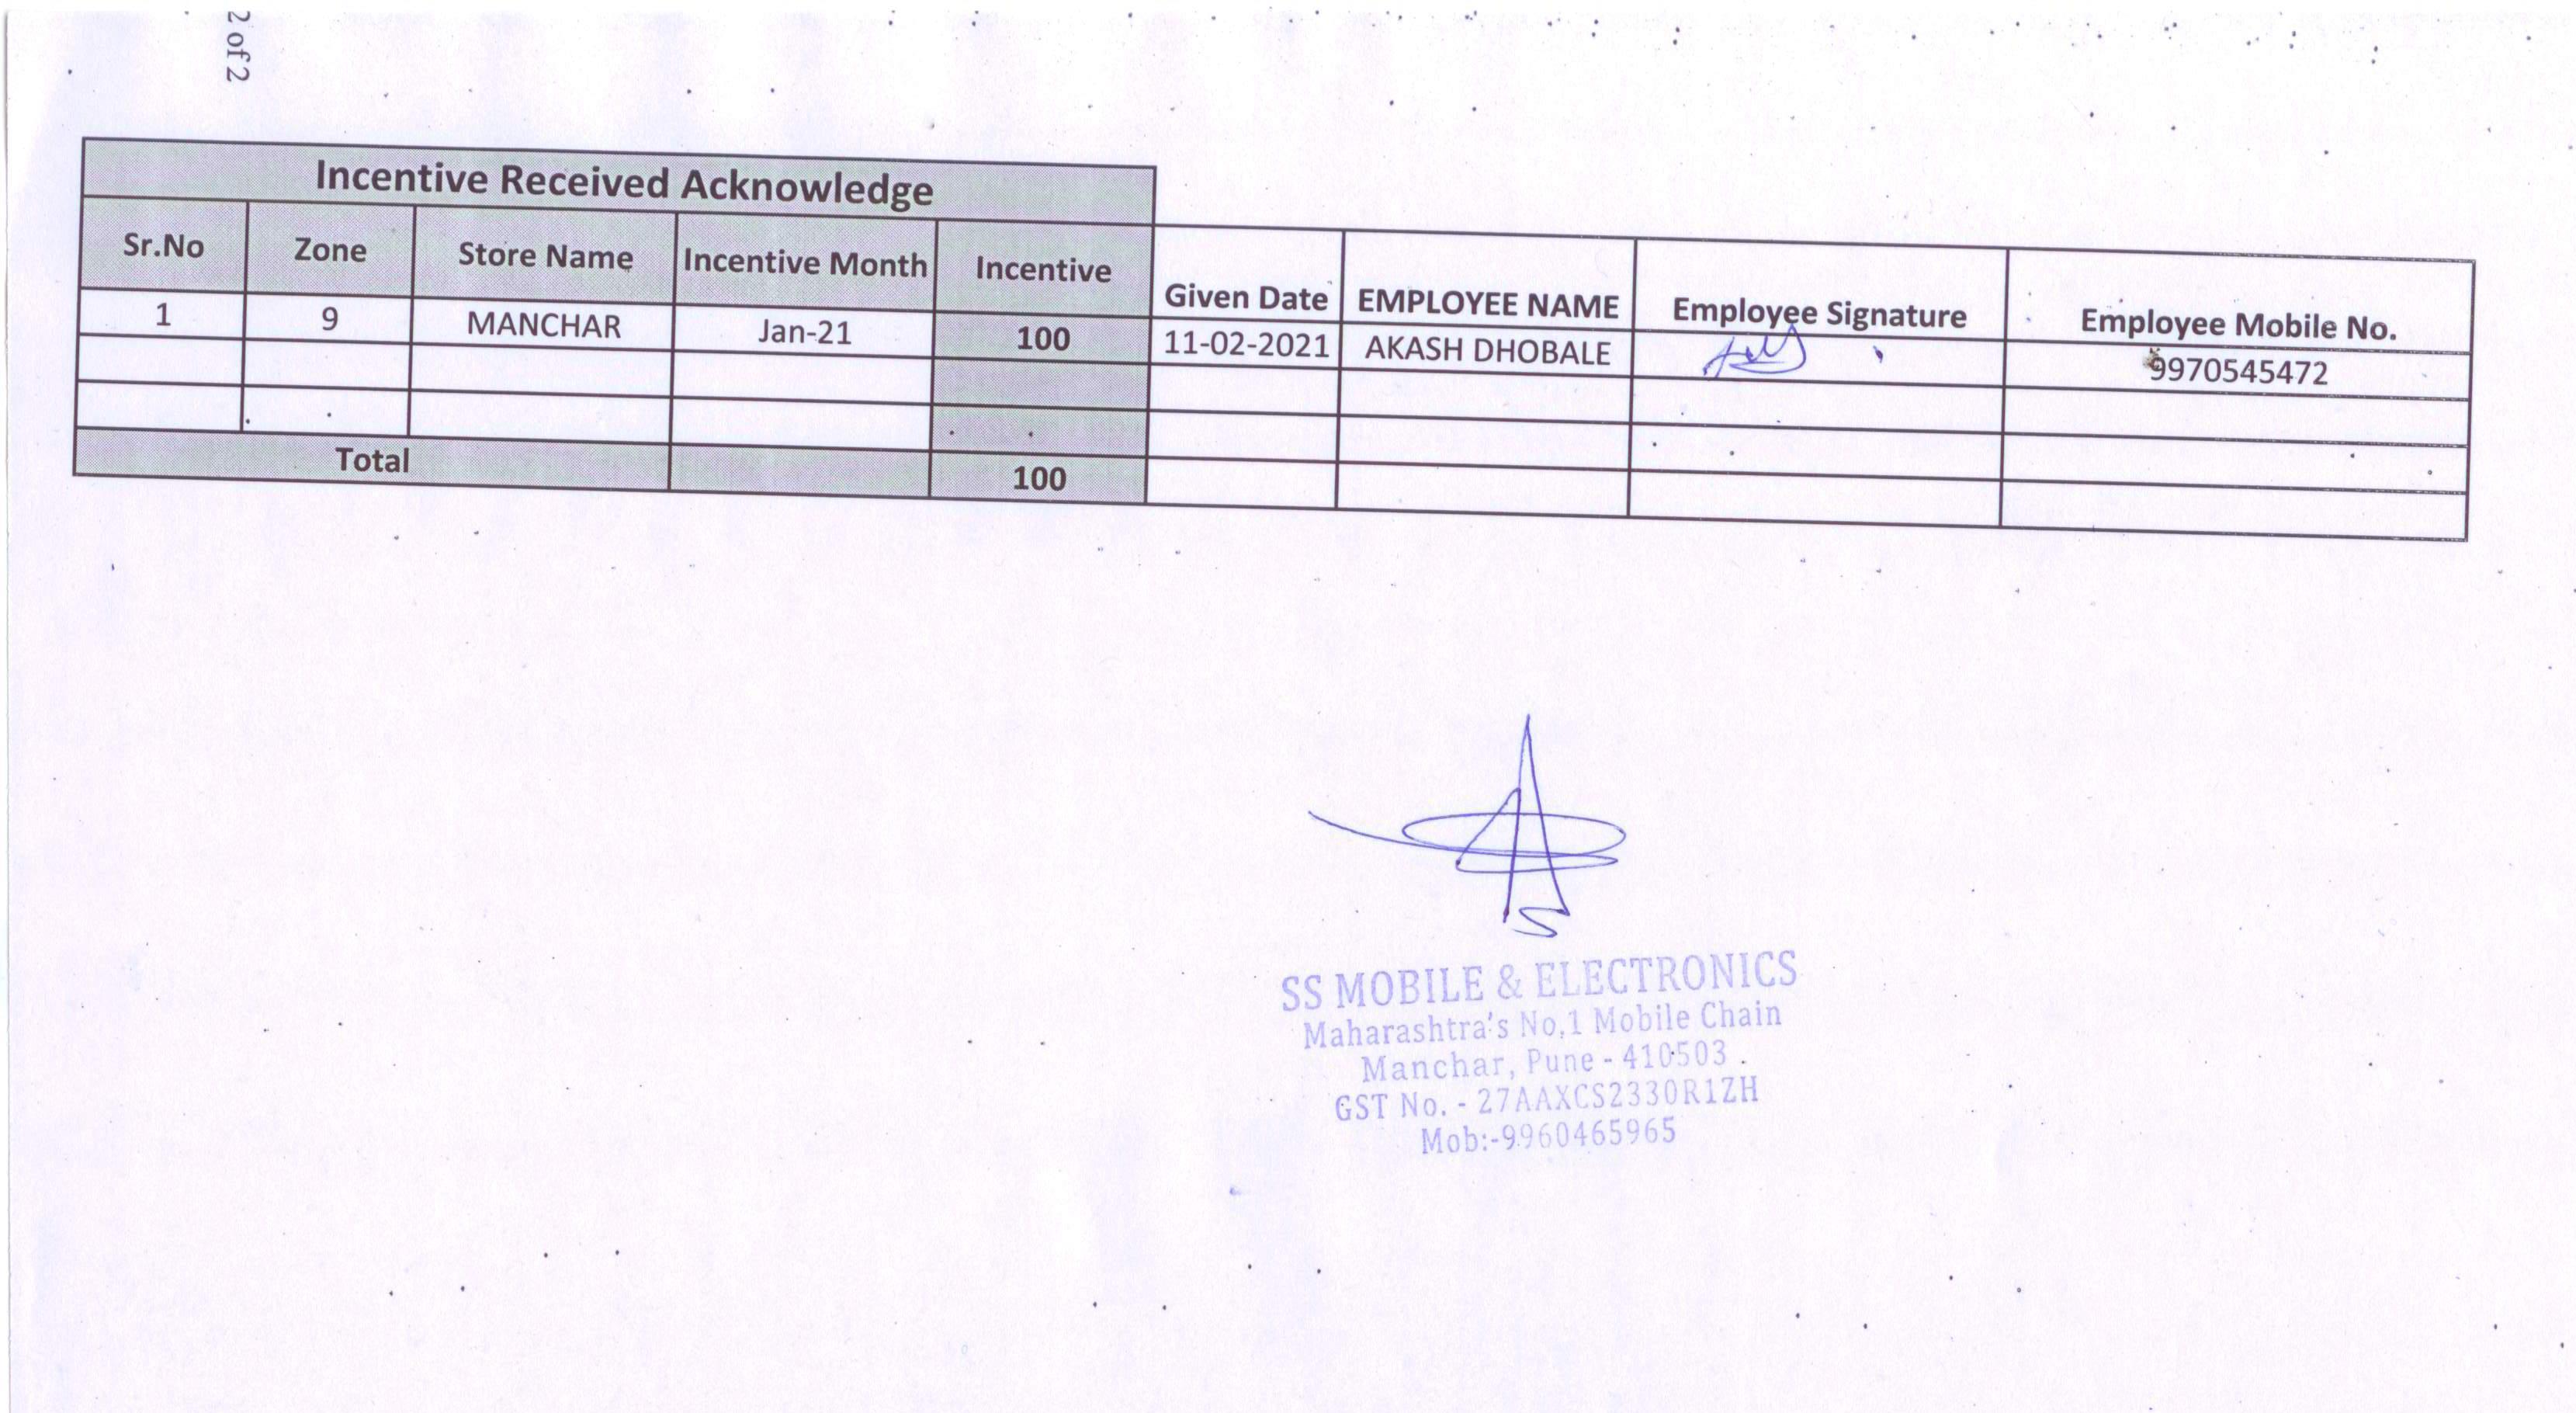 2 of 2
Incentive Received Acknowledge
Sr.No Zone Store Name Incentive Month Incentive Given Date EMPLOYEE NAME Employee Signature Employee Mobile No.
1 9 MANCHAR Jan-21 100 11-02-2021 AKASH DHOBALE 9970545472
Total 100
SS MOBILE & ELECTRONICS
Maharashtra's No,1 Mobile Chain
Manchar, Pune - 410503
GST No. - 27AAXCS2330R1ZH
Mob:-9960465965